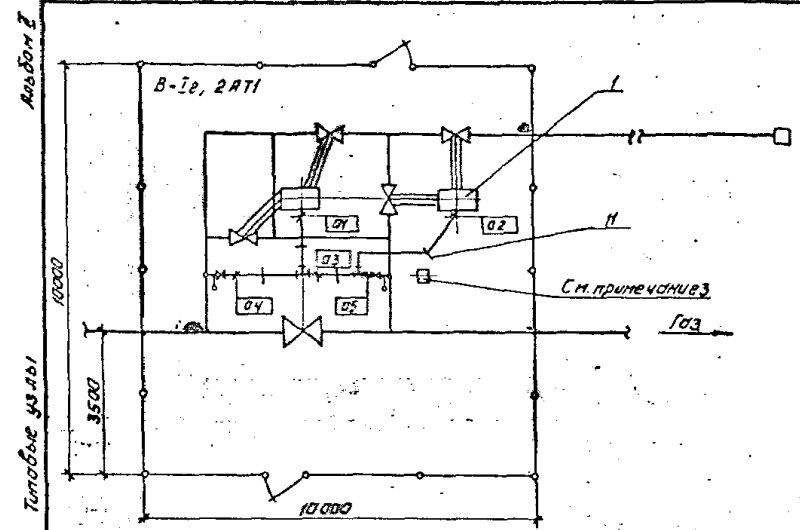 Альбом I
В-Iг, 2АТ1
1
01
02
11
03
См. примечание 3
04
05
Газ
10000
3500
Типовые узлы
10000